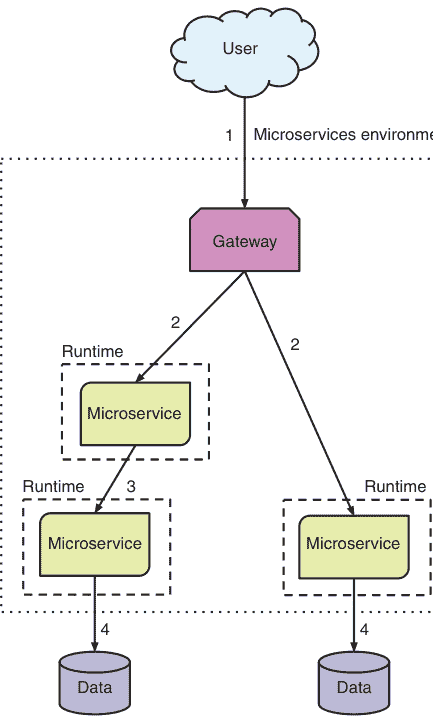 User
1
Microservices environme
Gateway
2
2
Runtime
Microservice
Runtime
3
Runtime
Microservice
Microservice
4
4
Data
Data